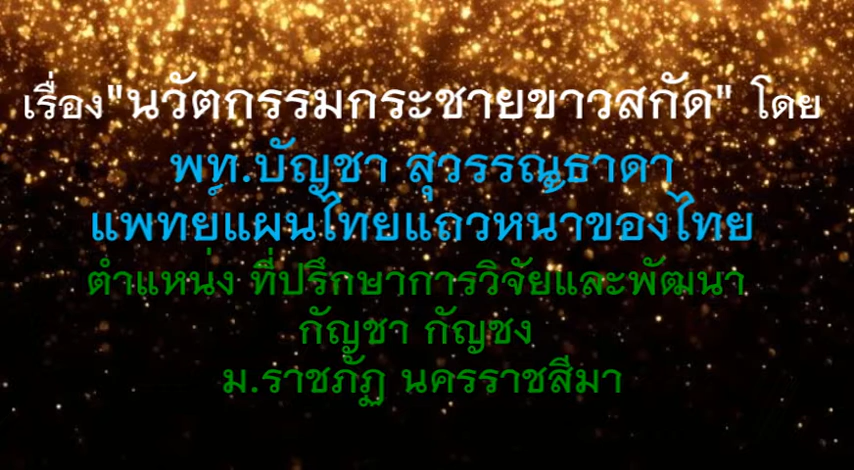 เรื่อง"นวัตกรรมกระชายขาวสกัด" โดย
พท.บัญชา สุวรรณธาดา
แพทย์แผนไทยแถวหน้าของไทย
ตำแหน่ง ที่ปรึกษาการวิจัยและพัฒนา
กัญชา กัญชง
ม.ราชภัฏ นครราชสีมา